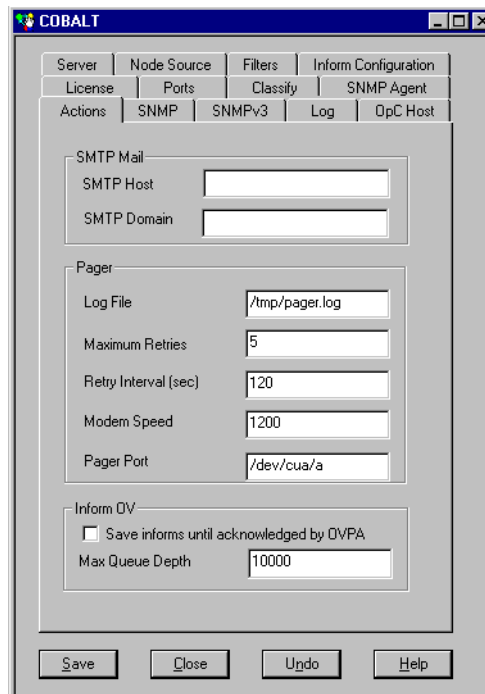 COBALT
Server Node Source Filters Inform Configuration
License Ports Classify SNMP Agent
Actions SNMP SNMPv3 Log OpC Host
SMTP Mail
SMTP Host
SMTP Domain
Pager
Log File /tmp/pager.log
Maximum Retries 5
Retry Interval (sec) 120
Modem Speed 1200
Pager Port /dev/cua/a
Inform OV
Save informs until acknowledged by OVPA
Max Queue Depth 10000
Save Close Undo Help